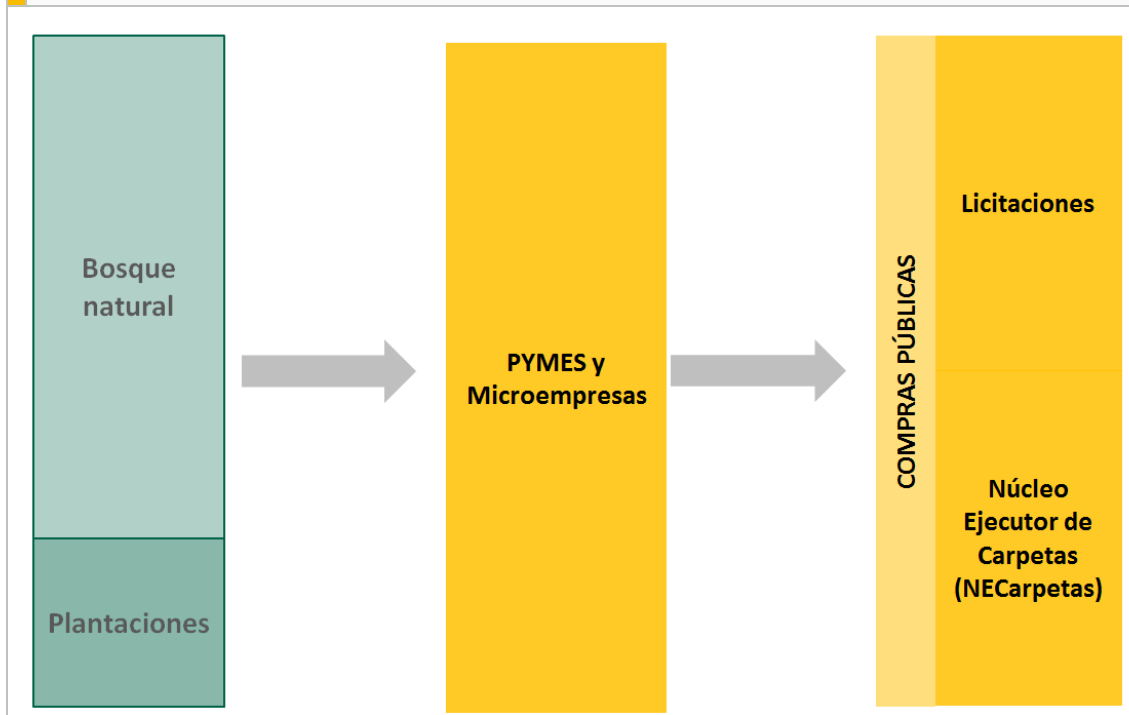 Bosque
natural
Plantaciones
PYMES y
Microempresas
COMPRAS PÚBLICAS
Licitaciones
Núcleo
Ejecutor de
Carpetas
(NECarpetas)